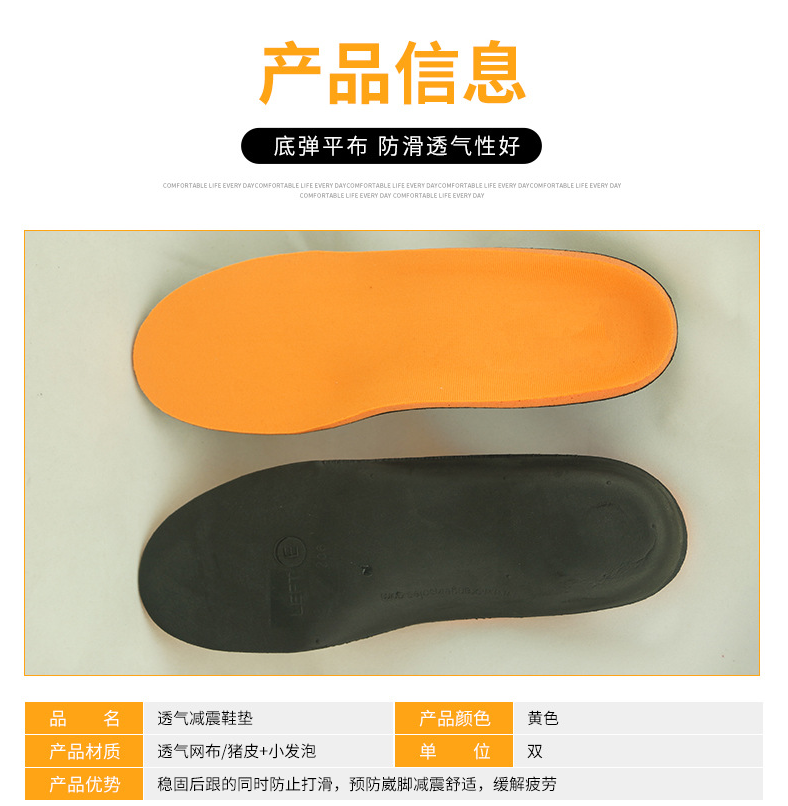 产品信息
底弹平布 防滑透气性好
COMFORTABLE LIFE EVERY DAYCOMFORTABLE LIFE EVERY DAYCOMFORTABLE LIFE EVERY DAYCOMFORTABLE LIFE EVERY DAYCOMFORTABLE LIFE EVERY DAY
COMFORTABLE LIFE EVERY DAY COMFORTABLE LIFE EVERY DAY
LEFT
品 名 透气减震鞋垫 产品颜色 黄色
产品材质 透气网布/猪皮+小发泡 单 位 双
产品优势 稳固后跟的同时防止打滑，预防崴脚减震舒适，缓解疲劳